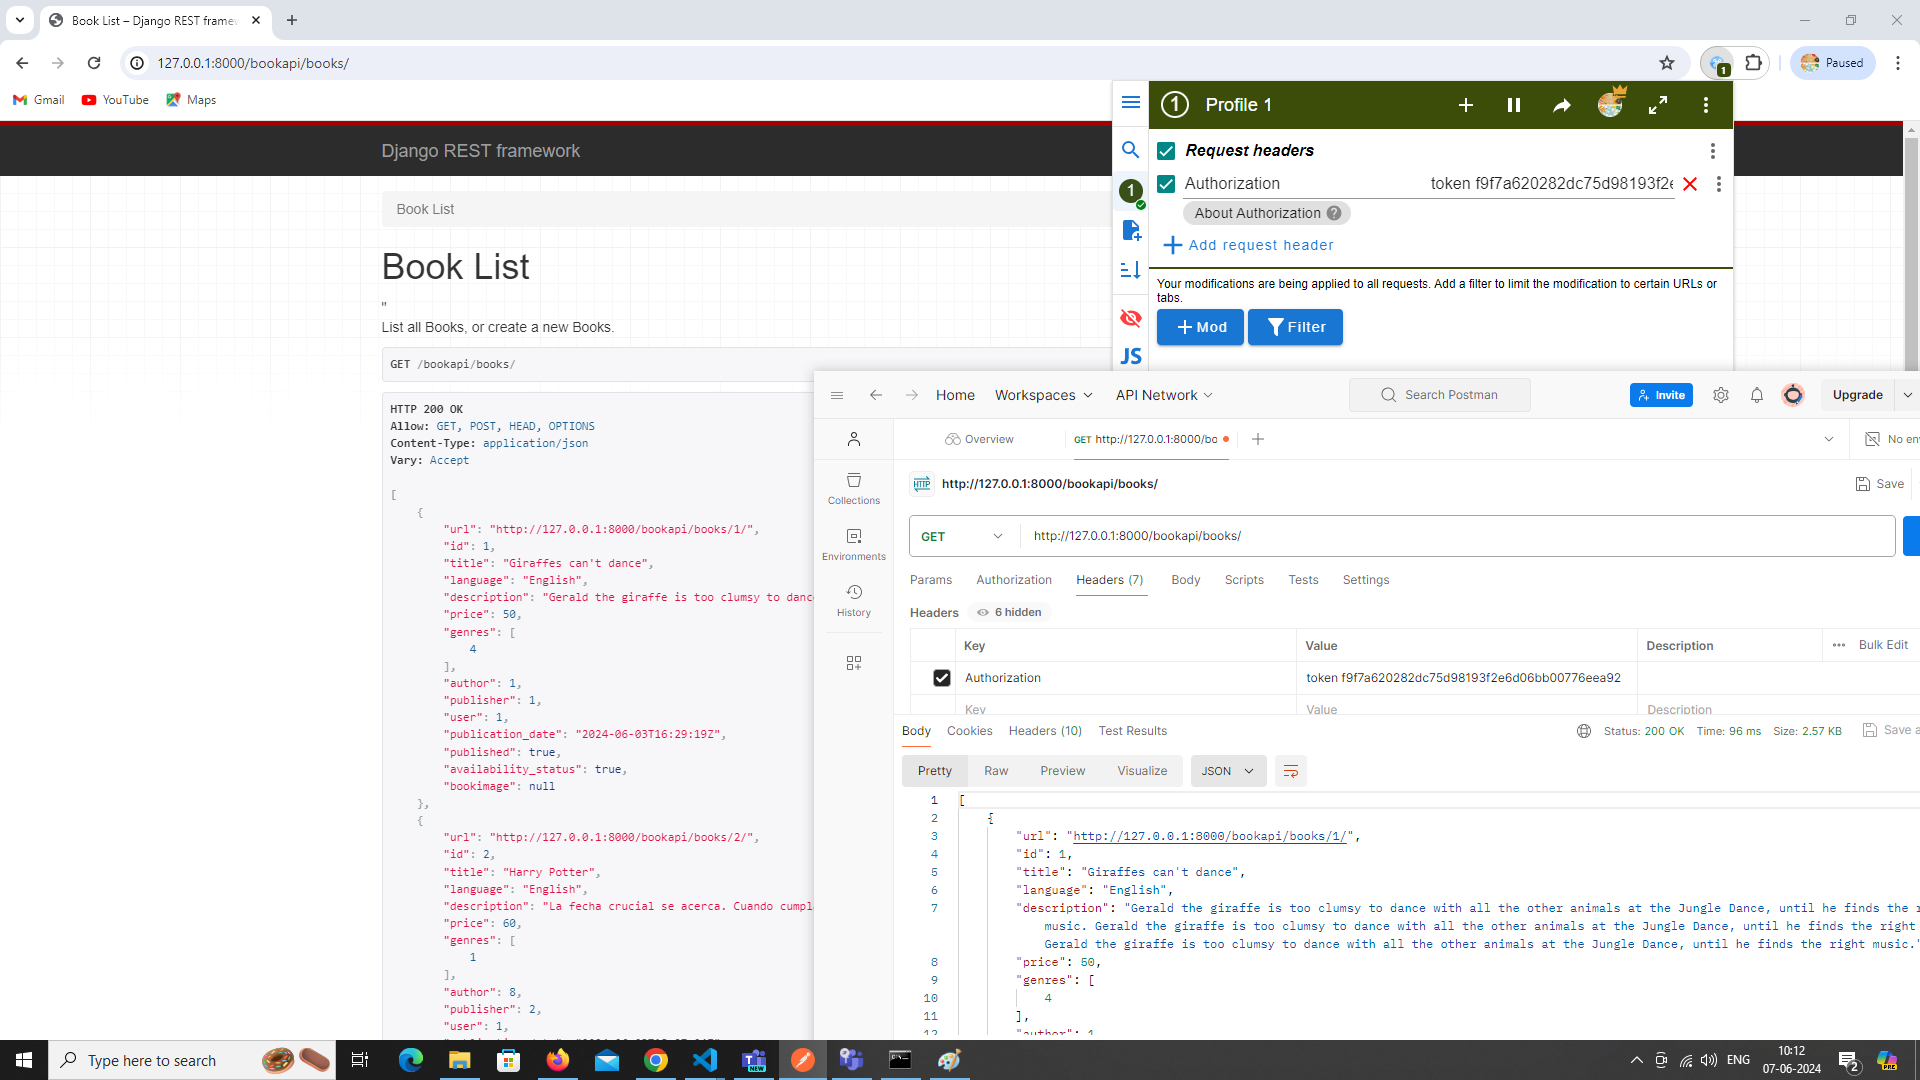 Book List – Django REST framew
127.0.0.1:8000/bookapi/books/
1
Paused
Gmail
YouTube
Maps
Django REST framework
Book List
Book List
"
List all Books, or create a new Books.
GET /bookapi/books/
HTTP 200 OK
Allow: GET, POST, HEAD, OPTIONS
Content-Type: application/json
Vary: Accept
[
{
"url": "http://127.0.0.1:8000/bookapi/books/1/",
"id": 1,
"title": "Giraffes can't dance",
"language": "English",
"description": "Gerald the giraffe is too clumsy to danc
"price": 50,
"genres": [
4
],
"author": 1,
"publisher": 1,
"user": 1,
"publication_date": "2024-06-03T16:29:19Z",
"published": true,
"availability_status": true,
"bookimage": null
},
{
"url": "http://127.0.0.1:8000/bookapi/books/2/",
"id": 2,
"title": "Harry Potter",
"language": "English",
"description": "La fecha crucial se acerca. Cuando cumpl
"price": 60,
"genres": [
1
],
"author": 8,
"publisher": 2,
"user": 1,
1 Profile 1
Request headers
1
Authorization token f9f7a620282dc75d98193f2e
About Authorization ?
Add request header
Your modifications are being applied to all requests. Add a filter to limit the modification to certain URLs or
tabs.
Mod
Filter
JS
Home Workspaces API Network
Search Postman
Invite
Upgrade
Overview
GET http://127.0.0.1:8000/bo
No en
HTTP http://127.0.0.1:8000/bookapi/books/
Save
Collections
Environments
History
GET http://127.0.0.1:8000/bookapi/books/
Params Authorization Headers (7) Body Scripts Tests Settings
Headers 6 hidden
Key Value Description Bulk Edit
Authorization token f9f7a620282dc75d98193f2e6d06bb00776eea92
Key Value Description
Body Cookies Headers (10) Test Results
Status: 200 OK Time: 96 ms Size: 2.57 KB Save a
Pretty Raw Preview Visualize JSON
1 [
2 {
3 "url": "http://127.0.0.1:8000/bookapi/books/1/",
4 "id": 1,
5 "title": "Giraffes can't dance",
6 "language": "English",
7 "description": "Gerald the giraffe is too clumsy to dance with all the other animals at the Jungle Dance, until he finds the r
music. Gerald the giraffe is too clumsy to dance with all the other animals at the Jungle Dance, until he finds the right
Gerald the giraffe is too clumsy to dance with all the other animals at the Jungle Dance, until he finds the right music."
8 "price": 50,
9 "genres": [
10 4
11 ],
12 "author": 1
Type here to search
NEW
ENG
10:12
07-06-2024
2
PRE